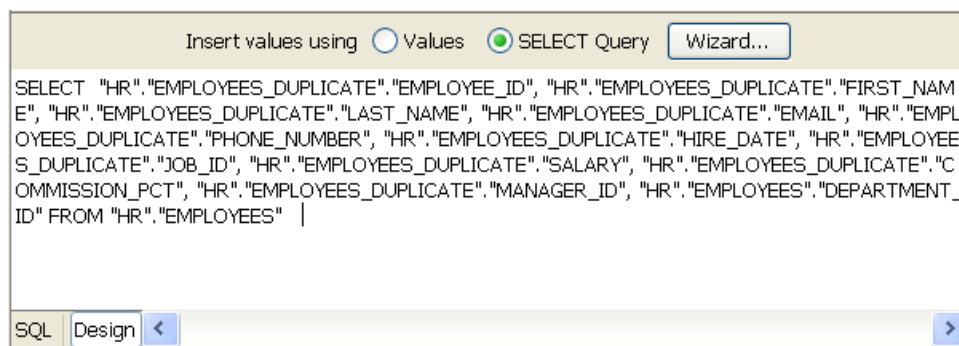 Insert values using Values SELECT Query Wizard...
SELECT "HR"."EMPLOYEES_DUPLICATE"."EMPLOYEE_ID", "HR"."EMPLOYEES_DUPLICATE"."FIRST_NAM
E", "HR"."EMPLOYEES_DUPLICATE"."LAST_NAME", "HR"."EMPLOYEES_DUPLICATE"."EMAIL", "HR"."EMPL
OYEES_DUPLICATE"."PHONE_NUMBER", "HR"."EMPLOYEES_DUPLICATE"."HIRE_DATE", "HR"."EMPLOYEE
S_DUPLICATE"."JOB_ID", "HR"."EMPLOYEES_DUPLICATE"."SALARY", "HR"."EMPLOYEES_DUPLICATE"."C
OMMISSION_PCT", "HR"."EMPLOYEES_DUPLICATE"."MANAGER_ID", "HR"."EMPLOYEES"."DEPARTMENT_
ID" FROM "HR"."EMPLOYEES"
SQL Design